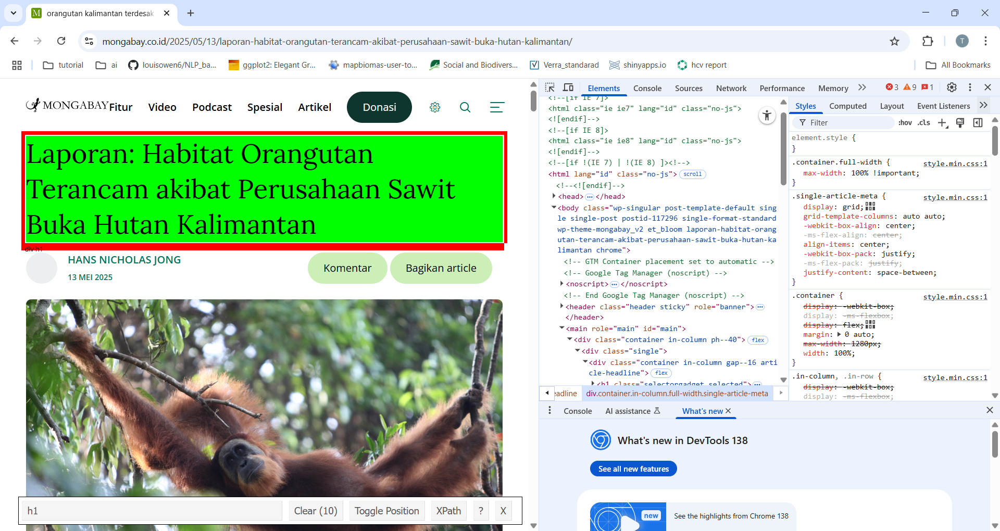 orangutan kalimantan terdesak
mongabay.co.id/2025/05/13/laporan-habitat-orangutan-terancam-akibat-perusahaan-sawit-buka-hutan-kalimantan/
T
tutorial
ai
louisowen6/NLP_ba...
ggplot2: Elegant Gr...
mapbiomas-user-to...
Social and Biodivers...
Verra_standarad
shinyapps.io
hcv report
All Bookmarks
MONGABAY
Fitur
Video
Podcast
Spesial
Artikel
Donasi
Laporan: Habitat Orangutan
Terancam akibat Perusahaan Sawit
Buka Hutan Kalimantan
div h1
HANS NICHOLAS JONG
13 MEI 2025
Komentar
Bagikan article
h1
Clear (10)
Toggle Position
XPath
?
X
Elements
Console
Sources
Network
Performance
Memory
3
9
1
<!--[if IE 7]>
<html class="ie ie7" lang="id" class="no-js">
<![endif]-->
<!--[if IE 8]>
<html class="ie ie8" lang="id" class="no-js">
<![endif]-->
<!--[if !(IE 7) | !(IE 8) ]><!-->
<html lang="id" class="no-js"> scroll
<!--<![endif]-->
<head> ... </head>
<body class="wp-singular post-template-default sing
le single-post postid-117296 single-format-standard
wp-theme-mongabay_v2 et_bloom laporan-habitat-orang
utan-terancam-akibat-perusahaan-sawit-buka-hutan-ka
limantan chrome">
<!-- GTM Container placement set to automatic -->
<!-- Google Tag Manager (noscript) -->
<noscript> ... </noscript>
<!-- End Google Tag Manager (noscript) -->
<header class="header sticky" role="banner"> ...
</header>
<main role="main" id="main">
<div class="container in-column ph--40"> flex
<div class="single">
<div class="container in-column gap--16 arti
cle-headline"> flex
<h1 class="selectorgadget_selected"> ...
eadline
div.container.in-column.full-width.single-article-meta
Styles
Computed
Layout
Event Listeners
Filter
:hov
.cls
element.style {
}
.container.full-width { style.min.css:1
max-width: 100% !important;
}
.single-article-meta { style.min.css:1
display: grid;
grid-template-columns: auto auto;
-webkit-box-align: center;
-ms-flex-align: center;
align-items: center;
-webkit-box-pack: justify;
-ms-flex-pack: justify;
justify-content: space-between;
}
.container { style.min.css:1
display: -webkit-box;
display: -ms-flexbox;
display: flex;
margin: 0 auto;
max-width: 1280px;
width: 100%;
}
.in-column, .in-row { style.min.css:1
display: -webkit-box;
display: -ms-flexbox;
Console
AI assistance
What's new
What's new in DevTools 138
See all new features
new
See the highlights from Chrome 138